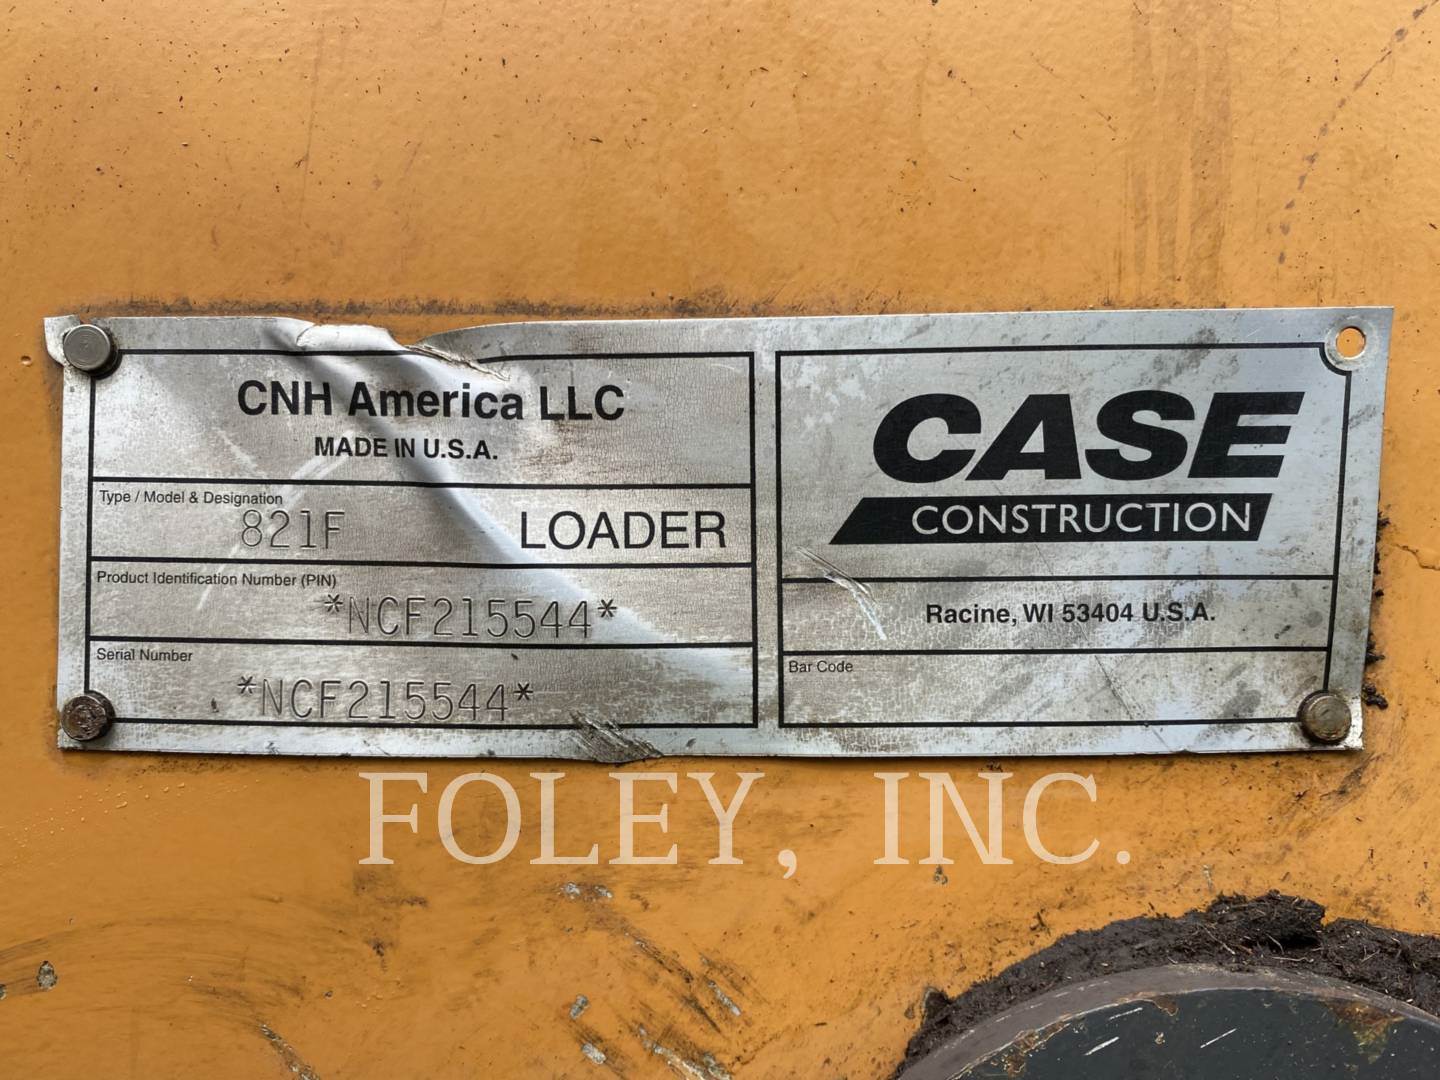 CNH America LLC
MADE IN U.S.A.
Type / Model & Designation
821F LOADER
Product Identification Number (PIN)
*NCF215544*
Serial Number
*NCF215544*
CASE
CONSTRUCTION
Racine, WI 53404 U.S.A.
Bar Code
FOLEY, INC.